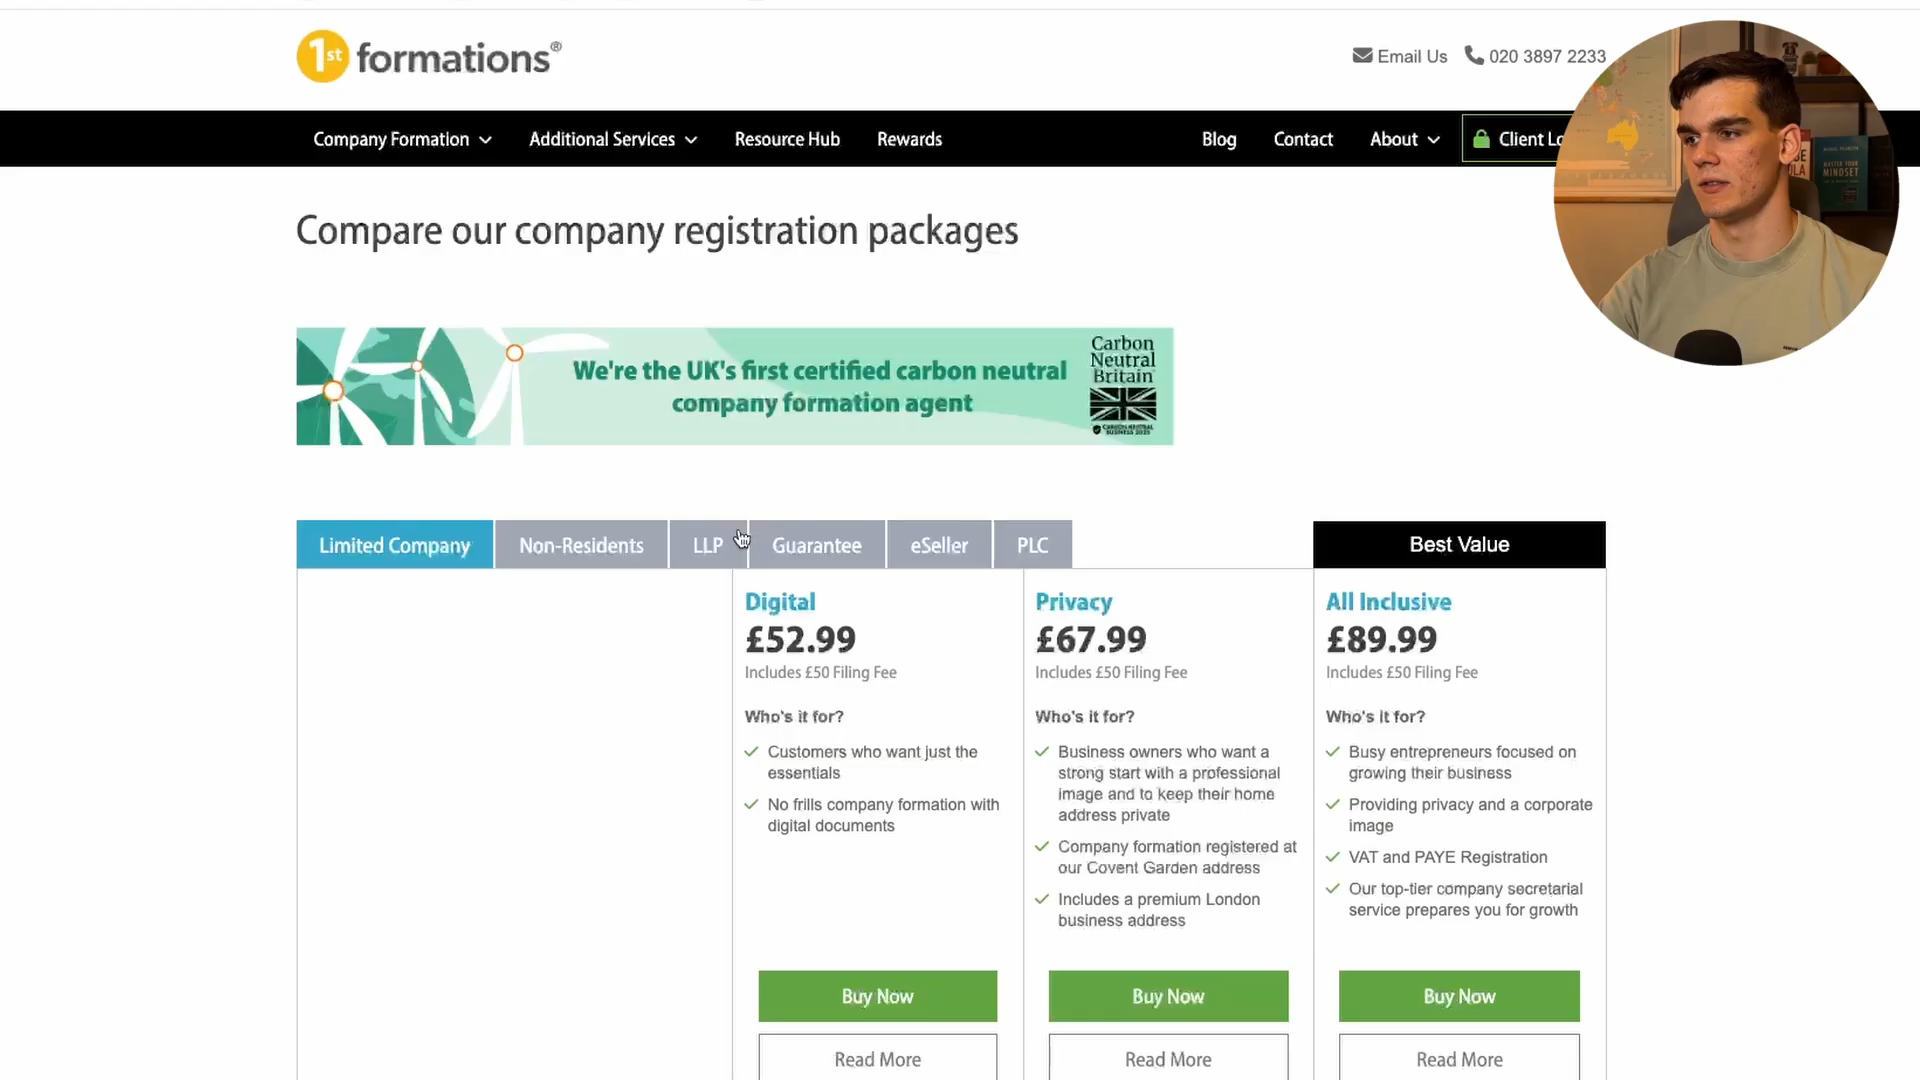 1st formations®
Email Us 020 3897 2233
Company Formation Additional Services Resource Hub Rewards Blog Contact About Client Lo
Compare our company registration packages
We're the UK's first certified carbon neutral
company formation agent
Carbon
Neutral
Britain
CARBON NEUTRAL
Limited Company Non-Residents LLP Guarantee eSeller PLC Best Value
Digital
£52.99
Includes £50 Filing Fee
Who's it for?
Customers who want just the
essentials
No frills company formation with
digital documents
Buy Now
Read More
Privacy
£67.99
Includes £50 Filing Fee
Who's it for?
Business owners who want a
strong start with a professional
image and to keep their home
address private
Company formation registered at
our Covent Garden address
Includes a premium London
business address
Buy Now
Read More
All Inclusive
£89.99
Includes £50 Filing Fee
Who's it for?
Busy entrepreneurs focused on
growing their business
Providing privacy and a corporate
image
VAT and PAYE Registration
Our top-tier company secretarial
service prepares you for growth
Buy Now
Read More
MASTER YOUR
MINDSET